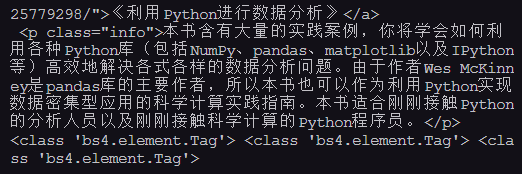 25779298/">《利用Python进行数据分析》</a>
<p class="info">本书含有大量的实践案例，你将学会如何利
用各种Python库（包括NumPy、pandas、matplotlib以及IPython
等）高效地解决各式各样的数据分析问题。由于作者Wes McKinn
ey是pandas库的主要作者，所以本书也可以作为利用Python实现
数据密集型应用的科学计算实践指南。本书适合刚刚接触Python
的分析人员以及刚刚接触科学计算的Python程序员。</p>
<class 'bs4.element.Tag'> <class 'bs4.element.Tag'> <cla
ss 'bs4.element.Tag'>